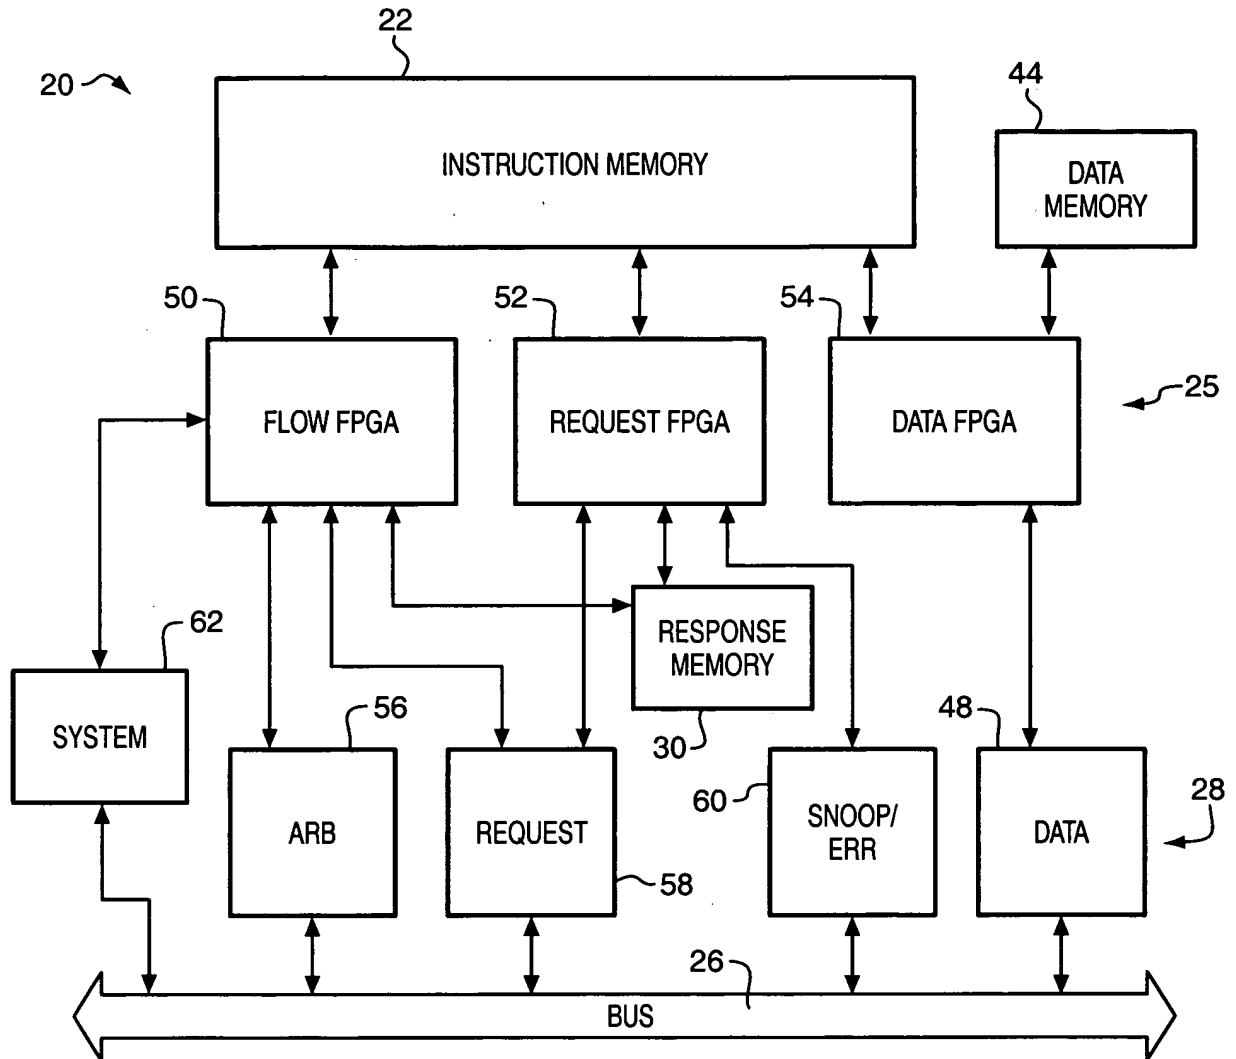 22
20
44
INSTRUCTION MEMORY
DATA
MEMORY
50
52
54
25
FLOW FPGA
REQUEST FPGA
DATA FPGA
62
RESPONSE
MEMORY
SYSTEM
56
30
48
60
28
ARB
REQUEST
SNOOP/
ERR
DATA
58
26
BUS